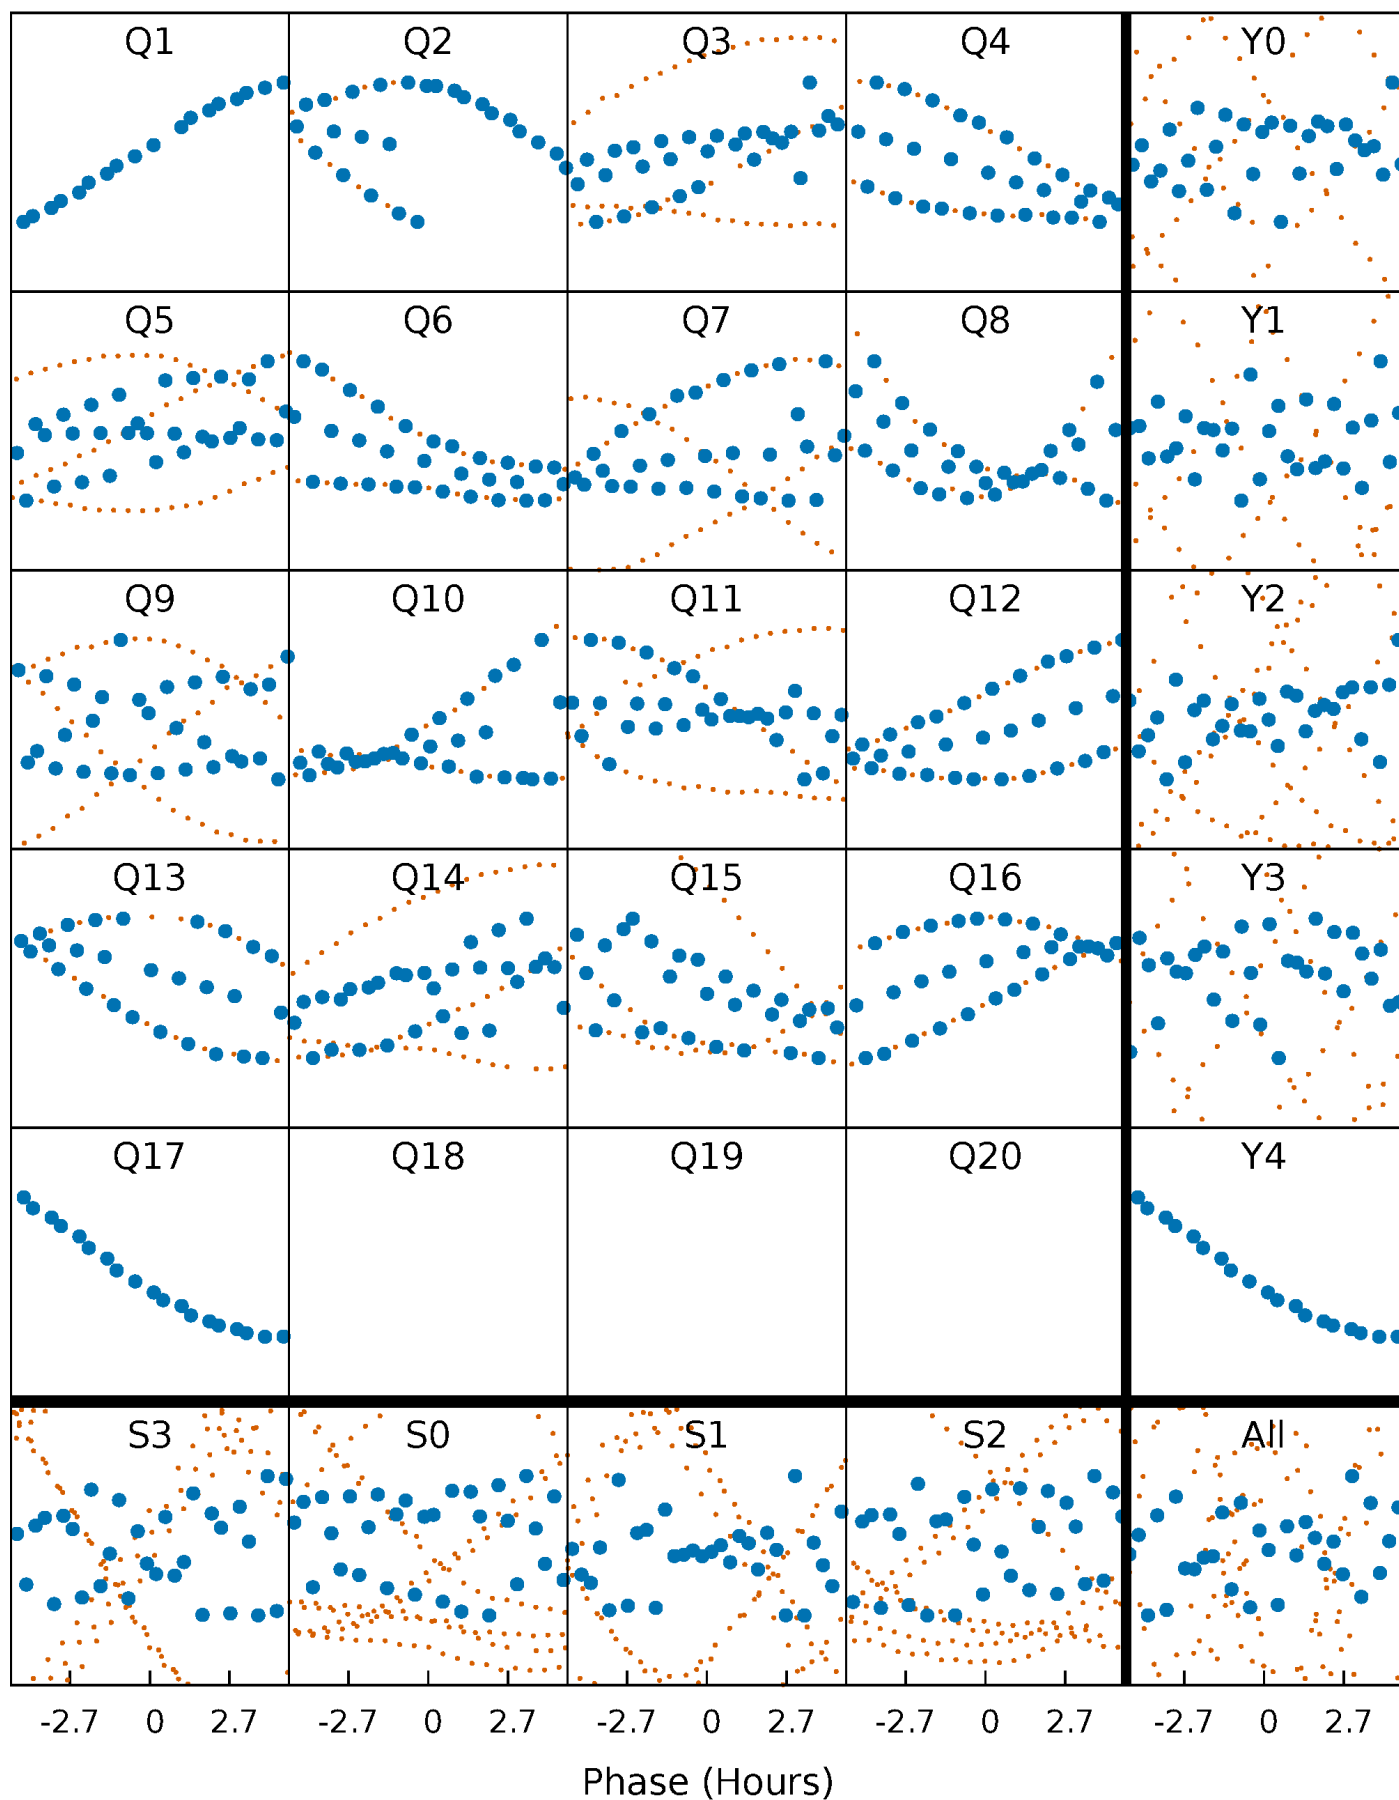 Q1 Q2 Q3 Q4 Y0
Q5 Q6 Q7 Q8 Y1
Q9 Q10 Q11 Q12 Y2
Q13 Q14 Q15 Q16 Y3
Q17 Q18 Q19 Q20 Y4
S3 S0 S1 S2 All
-2.7 0 2.7 -2.7 0 2.7 -2.7 0 2.7 -2.7 0 2.7 -2.7 0 2.7
Phase (Hours)